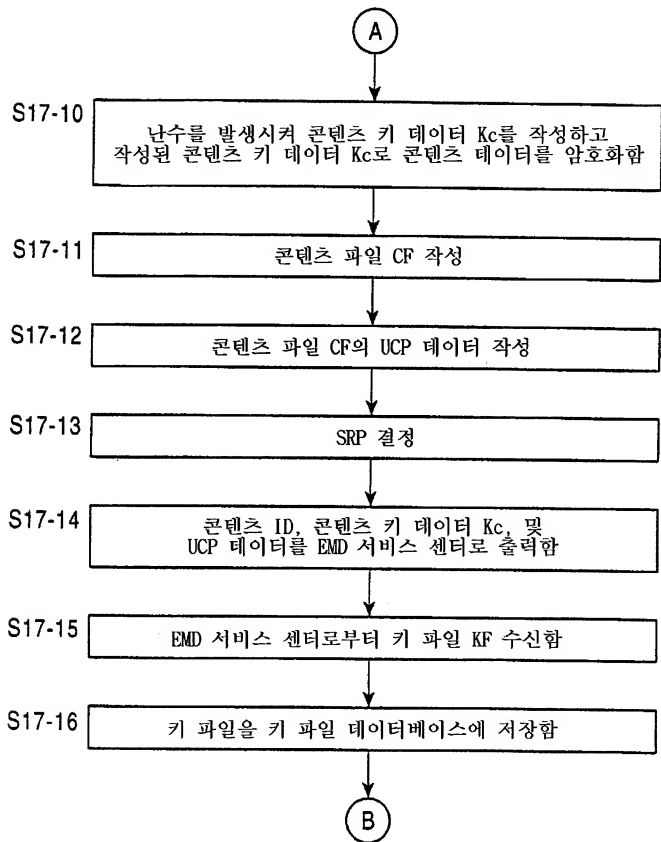 A
S17-10
난수를 발생시켜 콘텐츠 키 데이터 Kc를 작성하고
작성된 콘텐츠 키 데이터 Kc로 콘텐츠 데이터를 암호화함
S17-11
콘텐츠 파일 CF 작성
S17-12
콘텐츠 파일 CF의 UCP 데이터 작성
S17-13
SRP 결정
S17-14
콘텐츠 ID, 콘텐츠 키 데이터 Kc, 및
UCP 데이터를 EMD 서비스 센터로 출력함
S17-15
EMD 서비스 센터로부터 키 파일 KF 수신함
S17-16
키 파일을 키 파일 데이터베이스에 저장함
B